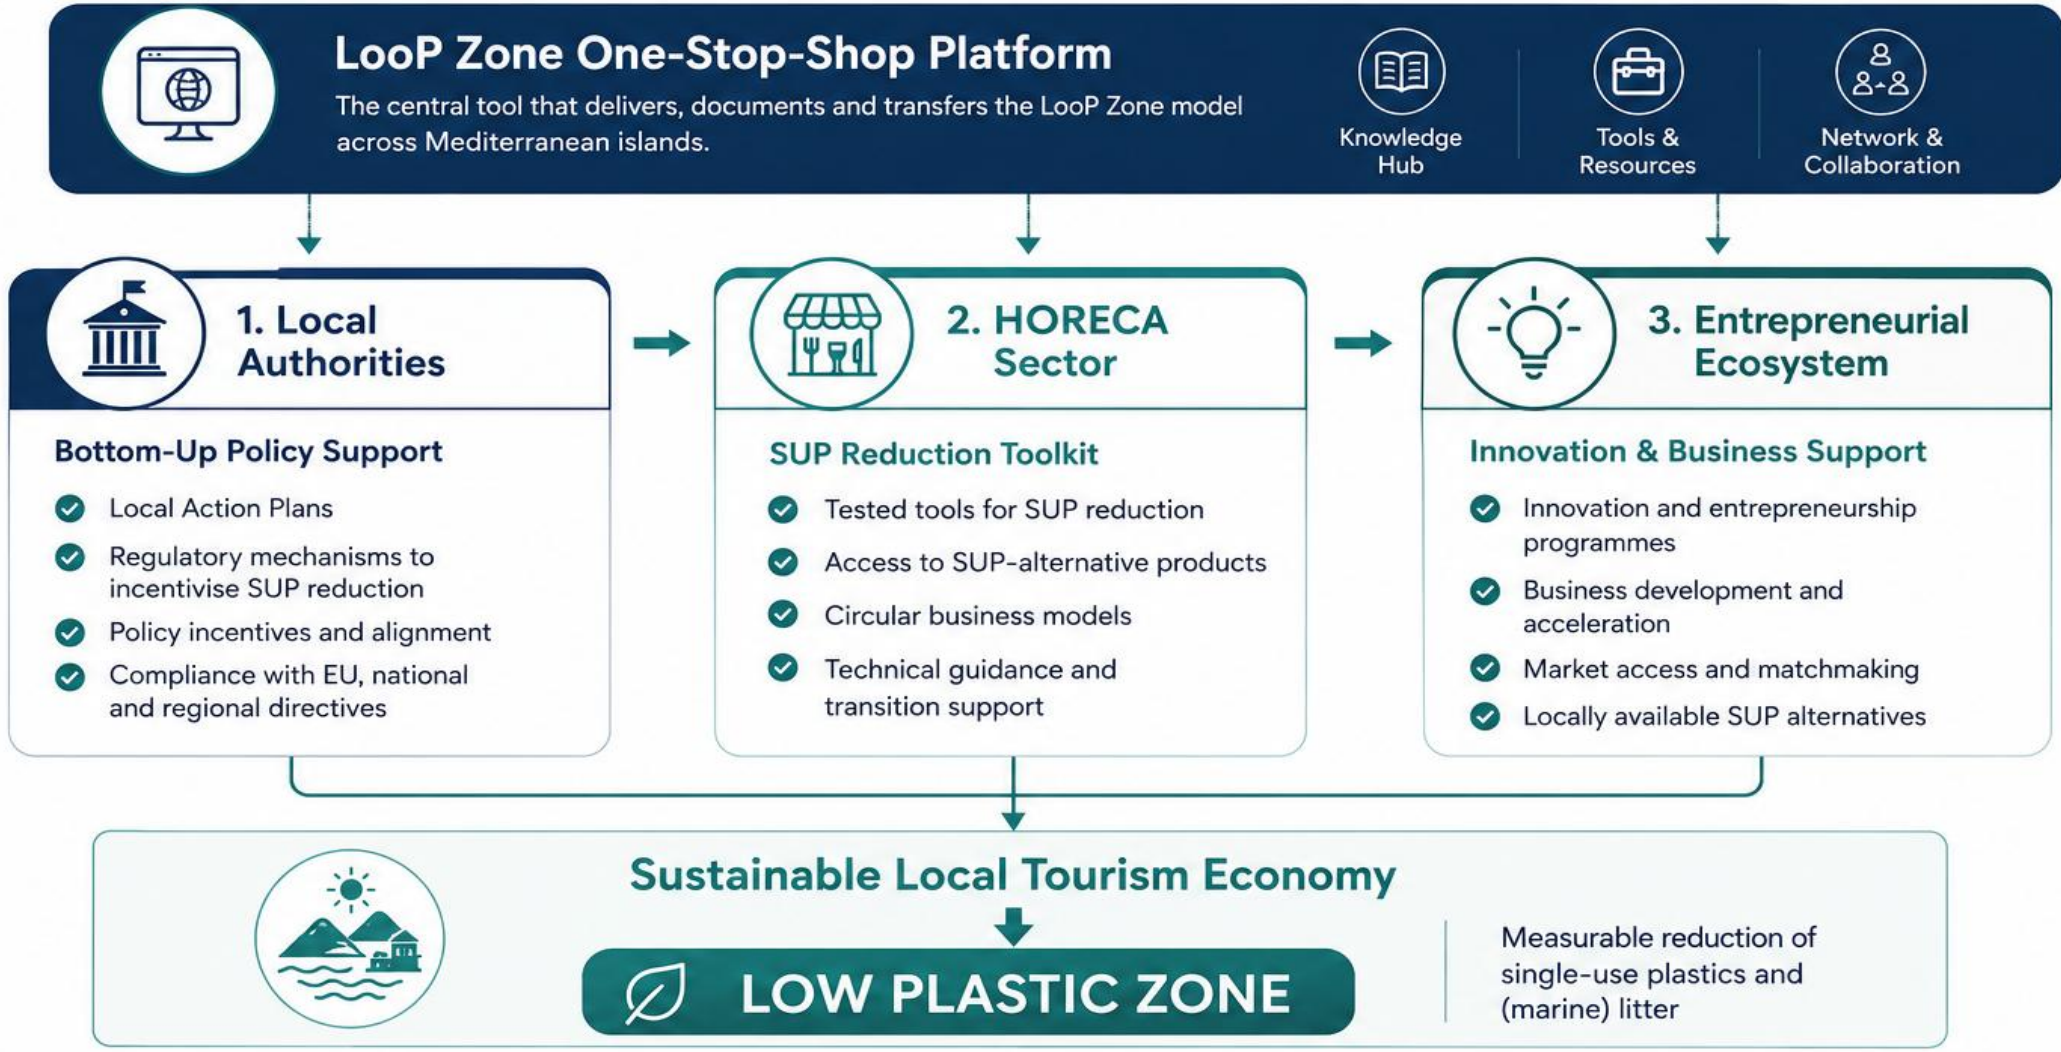 LooP Zone One-Stop-Shop Platform
The central tool that delivers, documents and transfers the LooP Zone model
across Mediterranean islands.
Knowledge
Hub
Tools &
Resources
Network &
Collaboration
1. Local
Authorities
Bottom-Up Policy Support
Local Action Plans
Regulatory mechanisms to
incentivise SUP reduction
Policy incentives and alignment
Compliance with EU, national
and regional directives
2. HORECA
Sector
SUP Reduction Toolkit
Tested tools for SUP reduction
Access to SUP-alternative products
Circular business models
Technical guidance and
transition support
3. Entrepreneurial
Ecosystem
Innovation & Business Support
Innovation and entrepreneurship
programmes
Business development and
acceleration
Market access and matchmaking
Locally available SUP alternatives
Sustainable Local Tourism Economy
LOW PLASTIC ZONE
Measurable reduction of
single-use plastics and
(marine) litter